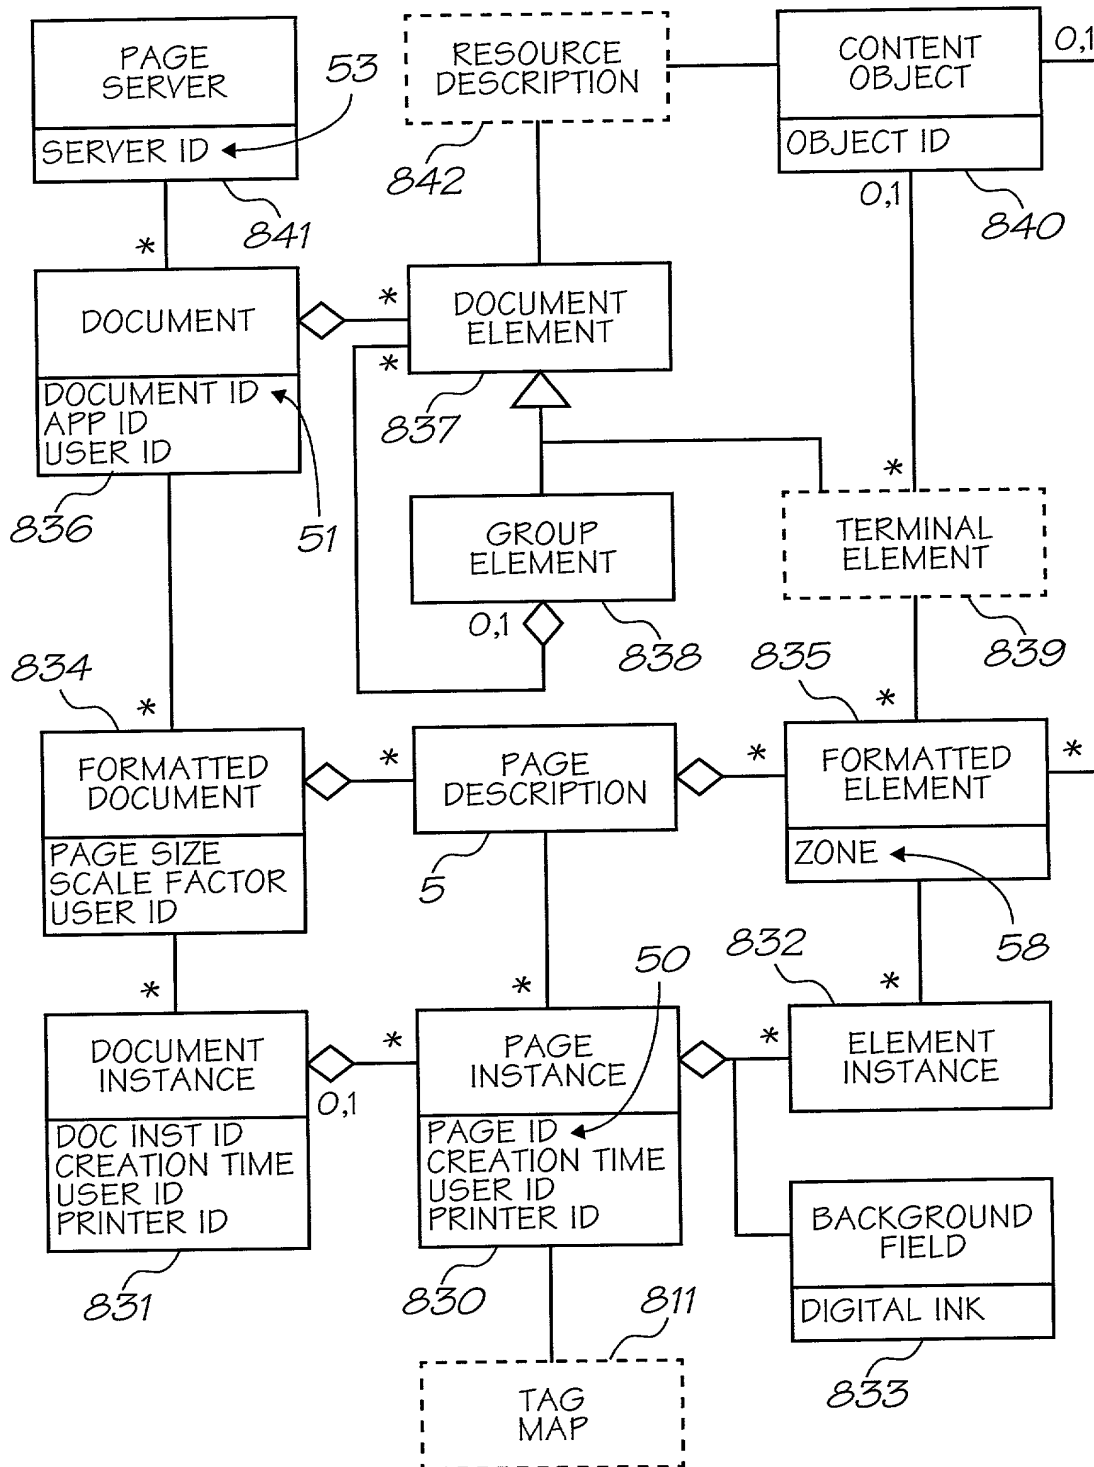 PAGE
SERVER
SERVER ID
53
841
RESOURCE
DESCRIPTION
842
CONTENT
OBJECT
OBJECT ID
840
0,1
0,1
*
DOCUMENT
DOCUMENT ID
APP ID
USER ID
836
51
*
*
DOCUMENT
ELEMENT
837
GROUP
ELEMENT
0,1
838
*
TERMINAL
ELEMENT
839
834
*
FORMATTED
DOCUMENT
PAGE SIZE
SCALE FACTOR
USER ID
*
PAGE
DESCRIPTION
5
835
*
*
FORMATTED
ELEMENT
*
ZONE
58
*
DOCUMENT
INSTANCE
0,1
DOC INST ID
CREATION TIME
USER ID
PRINTER ID
831
*
*
50
PAGE
INSTANCE
PAGE ID
CREATION TIME
USER ID
PRINTER ID
830
832
*
*
ELEMENT
INSTANCE
BACKGROUND
FIELD
DIGITAL INK
833
811
TAG
MAP